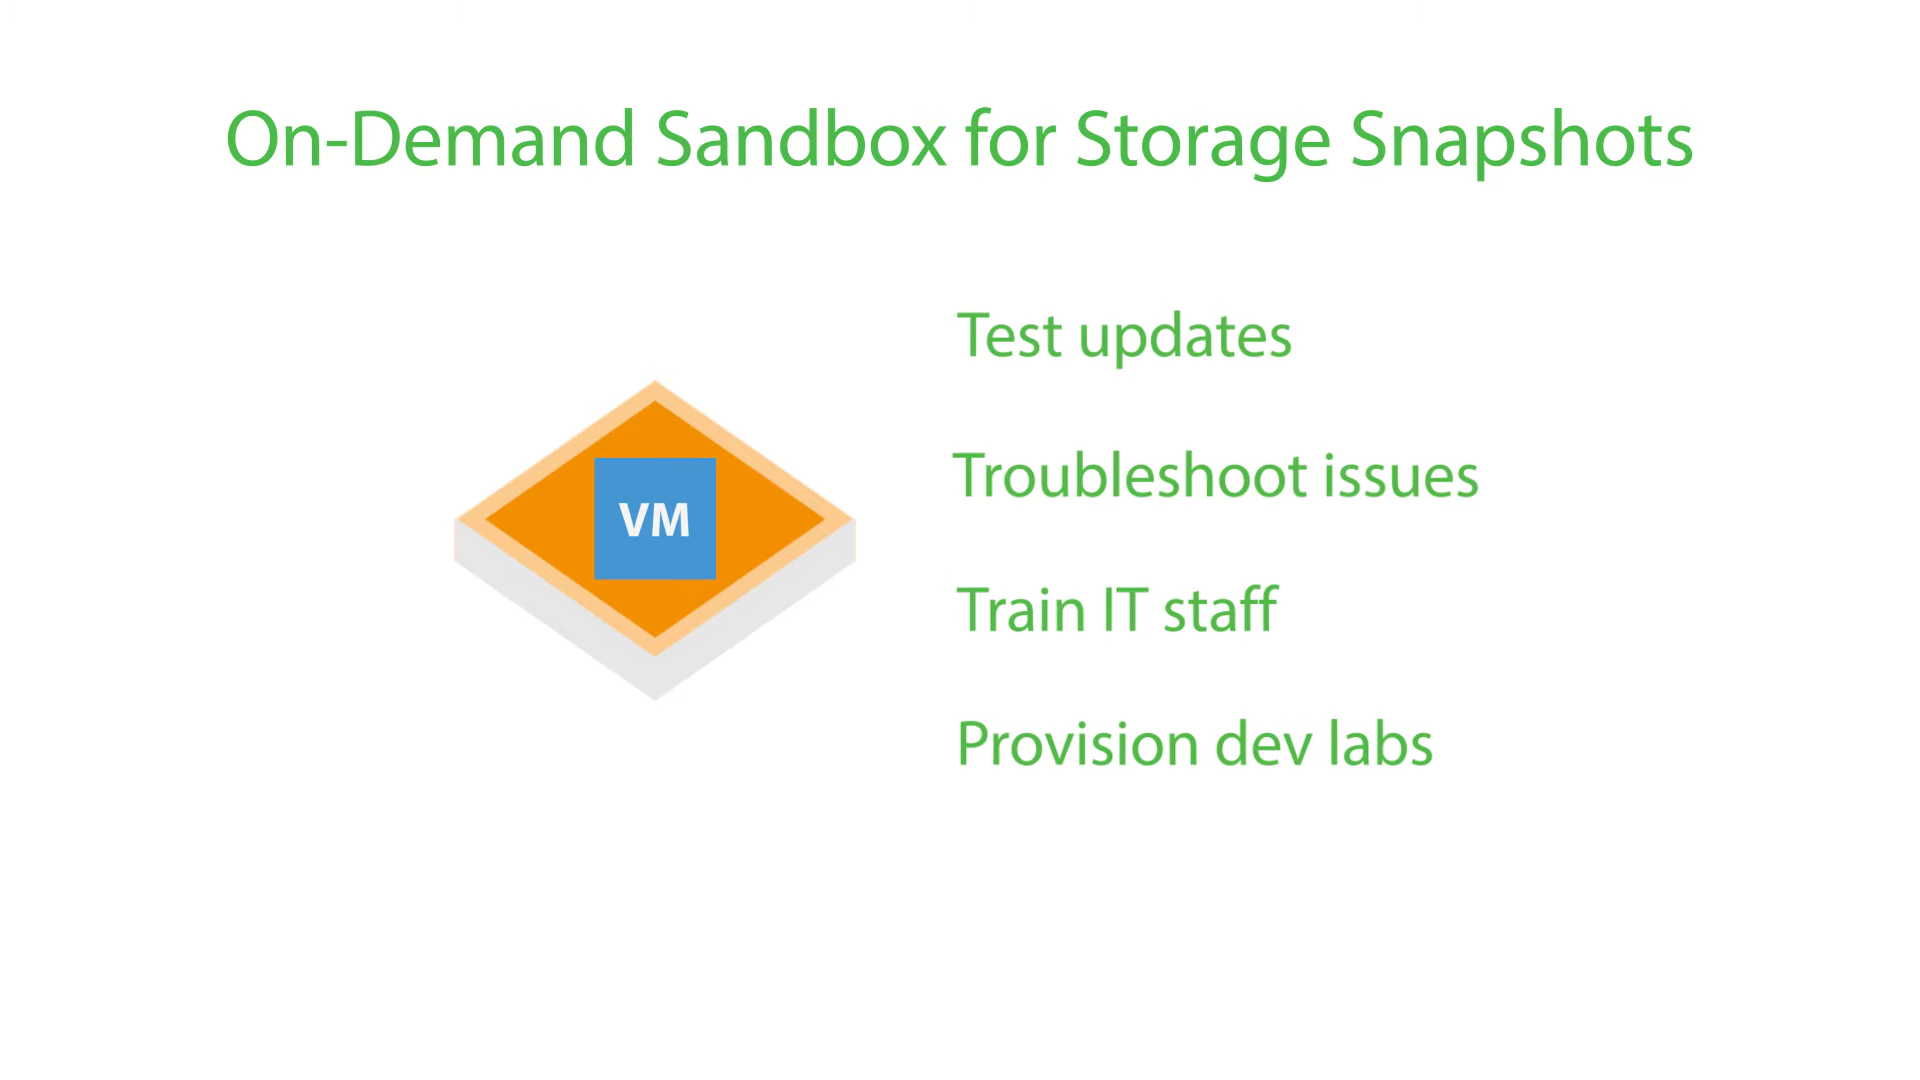 On-Demand Sandbox for Storage Snapshots
Test updates
Troubleshoot issues
VM
Train IT staff
Provision dev labs